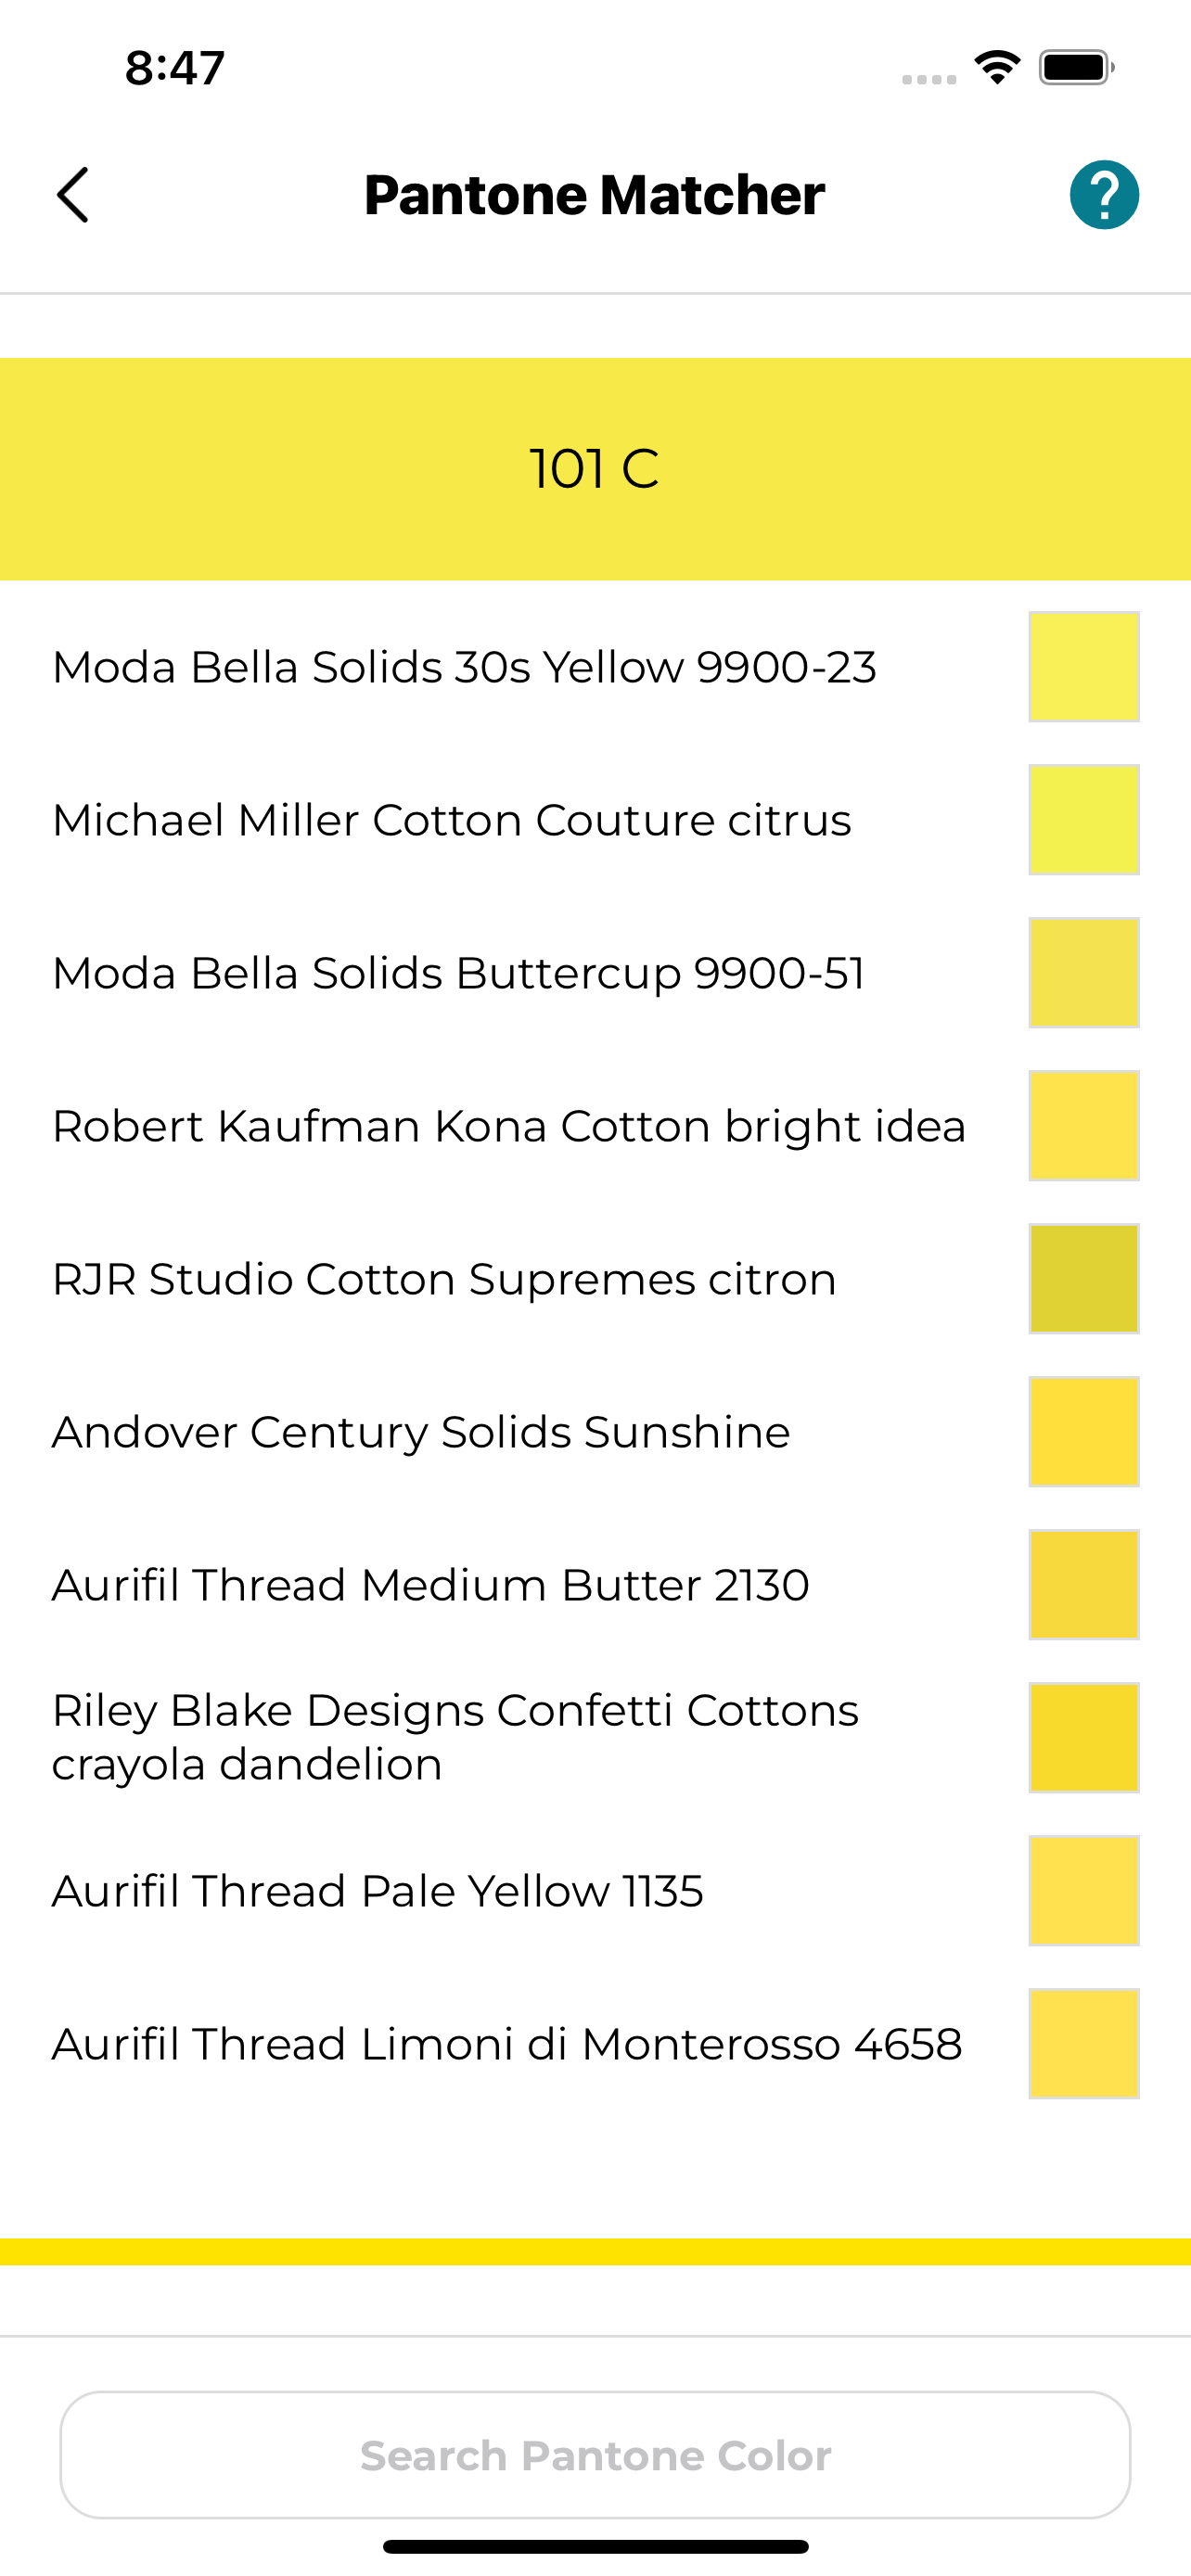 8:47
Pantone Matcher
?
101 C
Moda Bella Solids 30s Yellow 9900-23
Michael Miller Cotton Couture citrus
Moda Bella Solids Buttercup 9900-51
Robert Kaufman Kona Cotton bright idea
RJR Studio Cotton Supremes citron
Andover Century Solids Sunshine
Aurifil Thread Medium Butter 2130
Riley Blake Designs Confetti Cottons
crayola dandelion
Aurifil Thread Pale Yellow 1135
Aurifil Thread Limoni di Monterosso 4658
Search Pantone Color